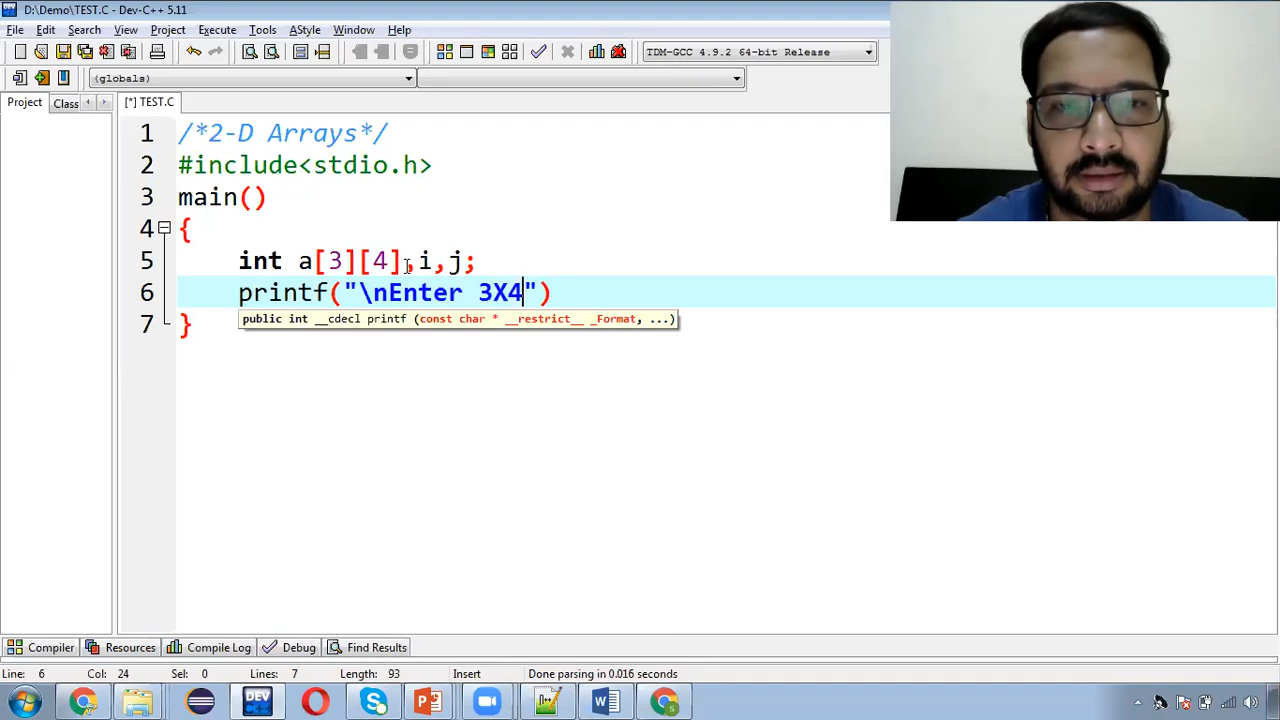 D:\Demo\TEST.C - Dev-C++ 5.11
File Edit Search View Project Execute Tools AStyle Window Help
TDM-GCC 4.9.2 64-bit Release
(globals)
Project Class [*] TEST.C
1 /*2-D Arrays*/
2 #include<stdio.h>
3 main()
4 {
5 int a[3][4],i,j;
6 printf("\nEnter 3X4")
public int __cdecl printf (const char * __restrict__ _Format, ...)
7 }
Compiler Resources Compile Log Debug Find Results
Line: 6 Col: 24 Sel: 0 Lines: 7 Length: 93 Insert Done parsing in 0.016 seconds